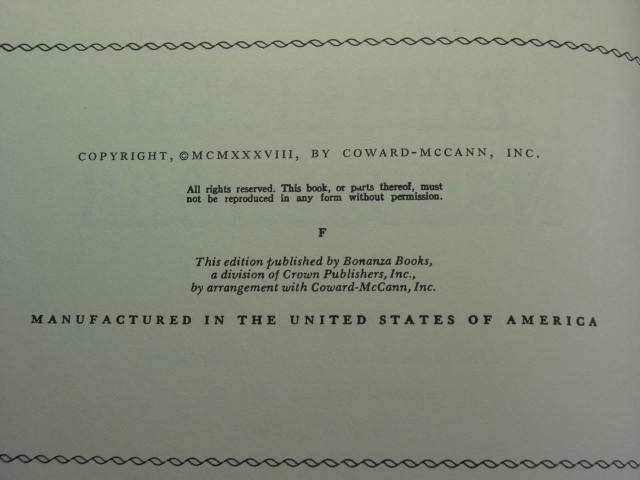 COPYRIGHT, ©MCMXXXVIII, BY COWARD-McCANN, INC.
All rights reserved. This book, or parts thereof, must
not be reproduced in any form without permission.
F
This edition published by Bonanza Books,
a division of Crown Publishers, Inc.,
by arrangement with Coward-McCann, Inc.
MANUFACTURED IN THE UNITED STATES OF AMERICA